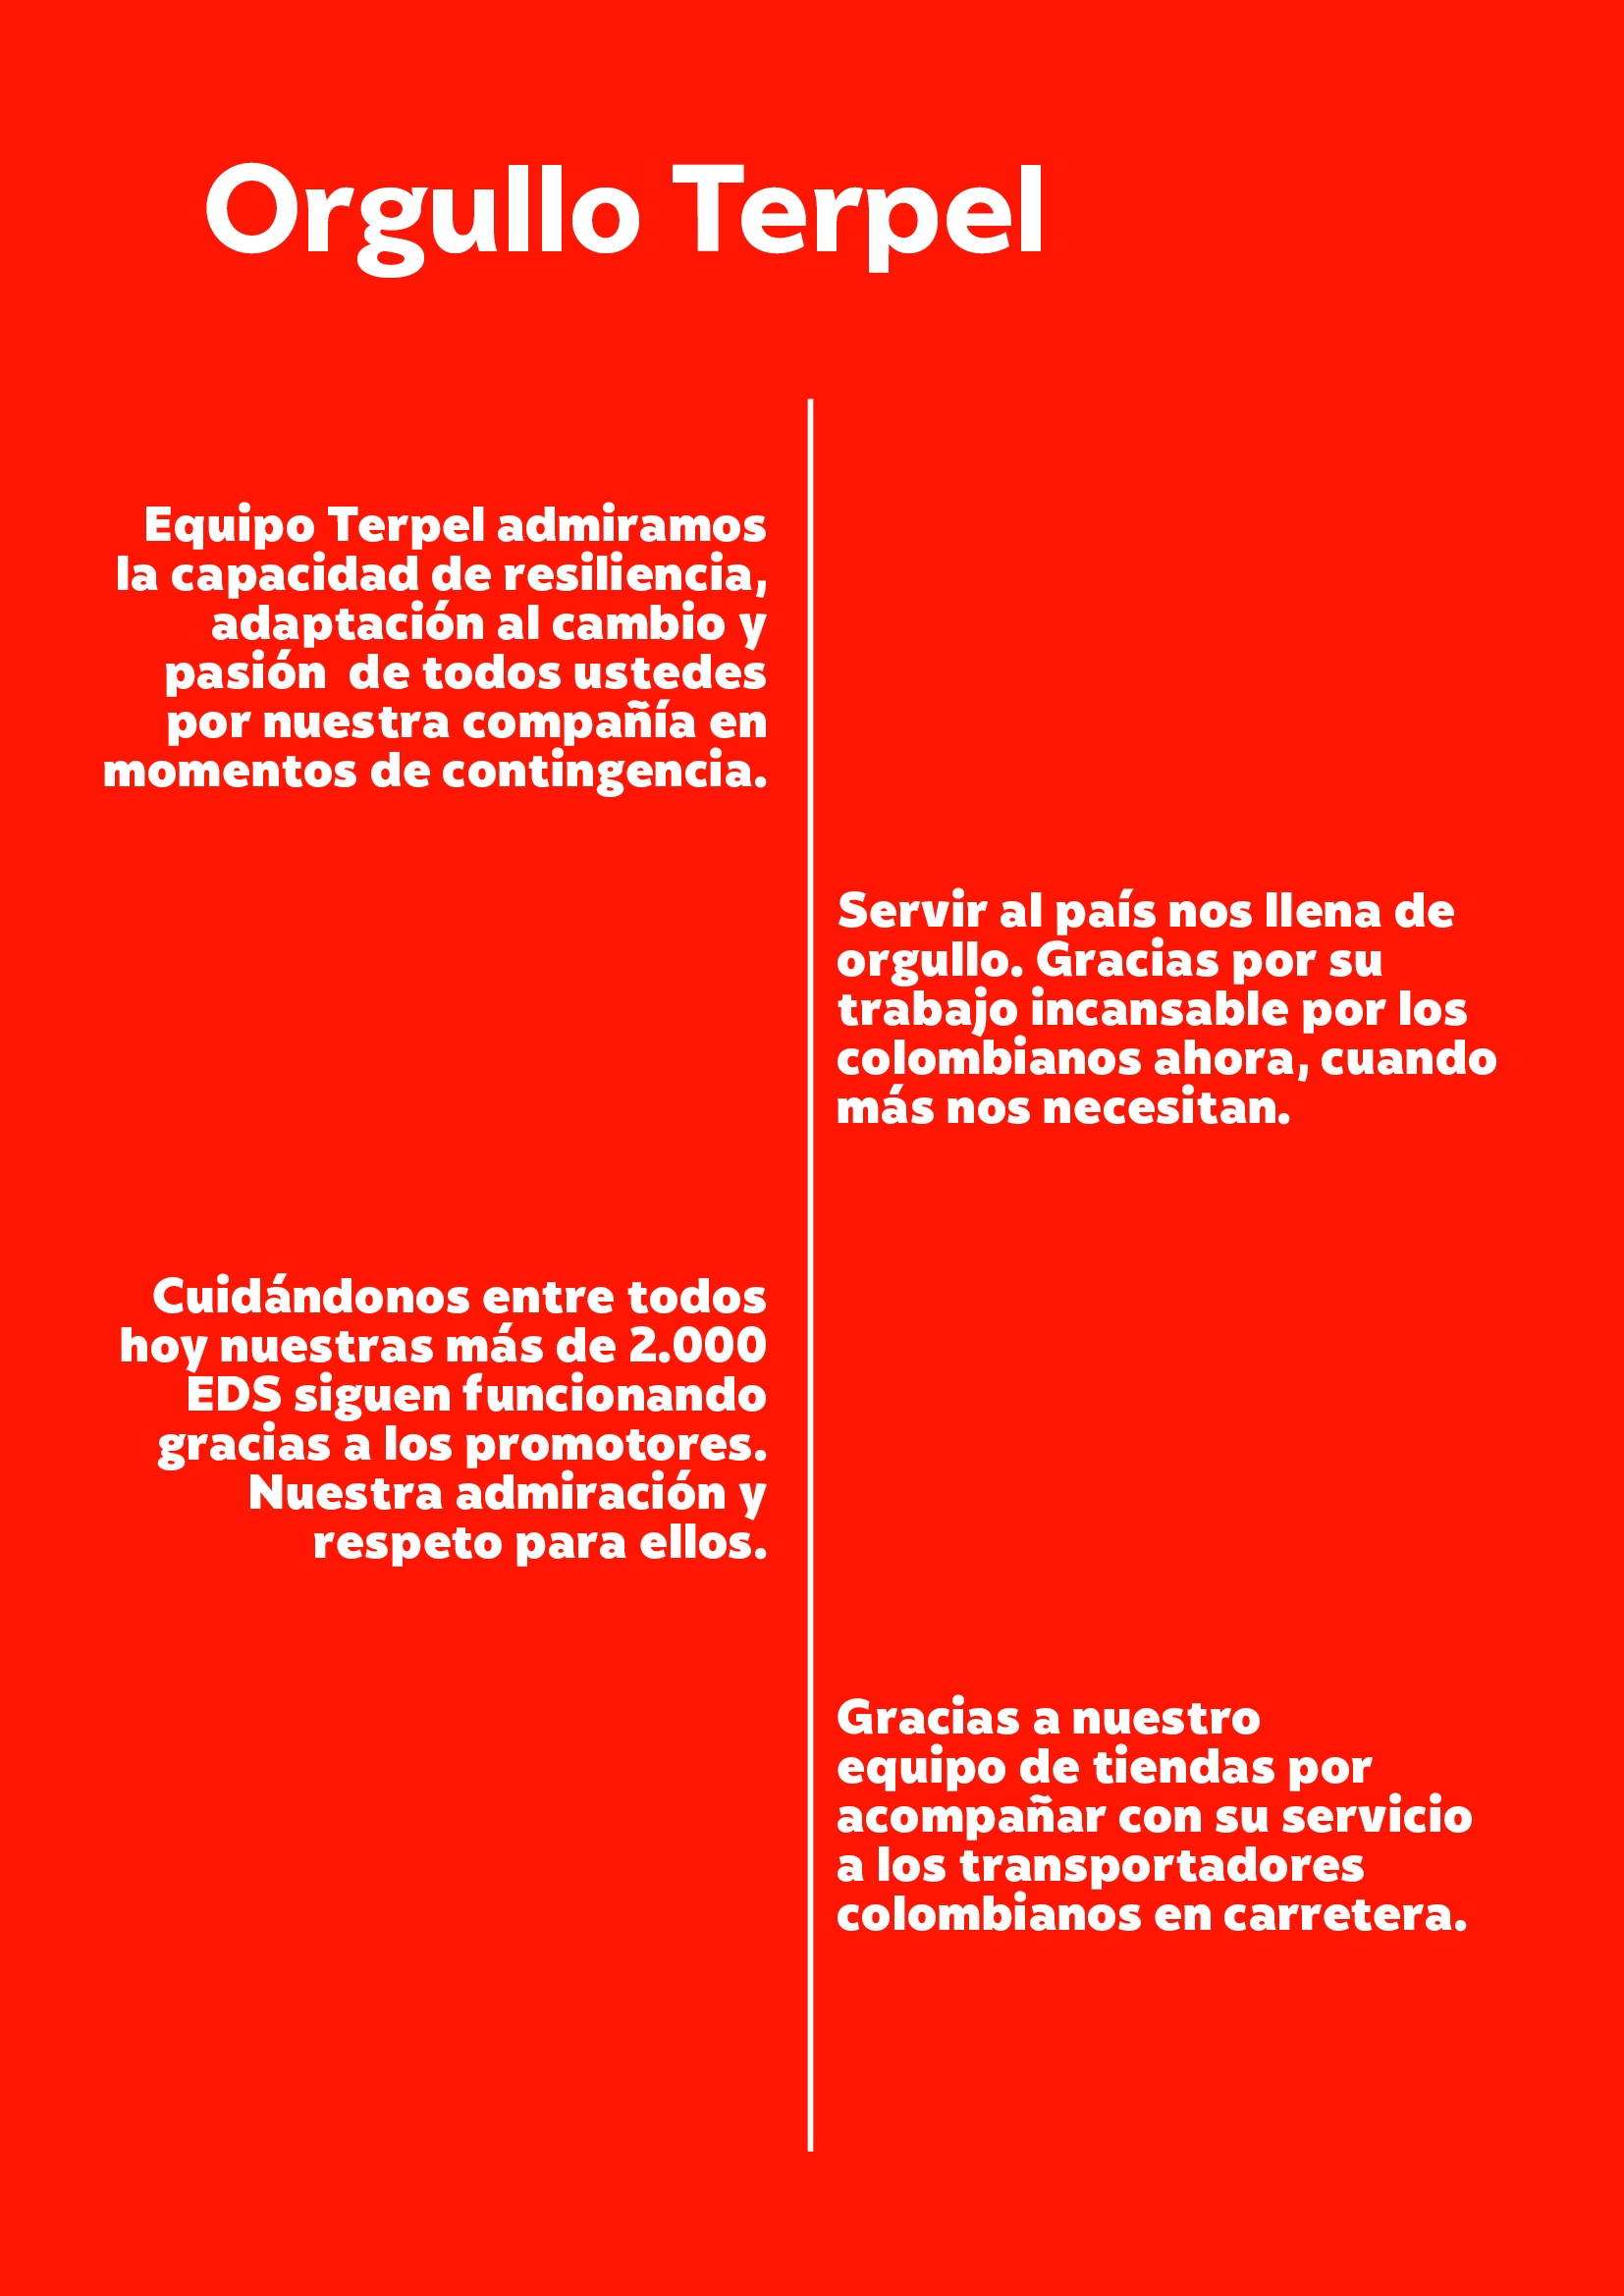 Orgullo Terpel
Equipo Terpel admiramos
la capacidad de resiliencia,
adaptación al cambio y
pasión  de todos ustedes
por nuestra compañía en
momentos de contingencia.
Servir al país nos llena de
orgullo. Gracias por su
trabajo incansable por los
colombianos ahora, cuando
más nos necesitan.
Cuidándonos entre todos
hoy nuestras más de 2.000
EDS siguen funcionando
gracias a los promotores.
Nuestra admiración y
respeto para ellos.
Gracias a nuestro
equipo de tiendas por
acompañar con su servicio
a los transportadores
colombianos en carretera.